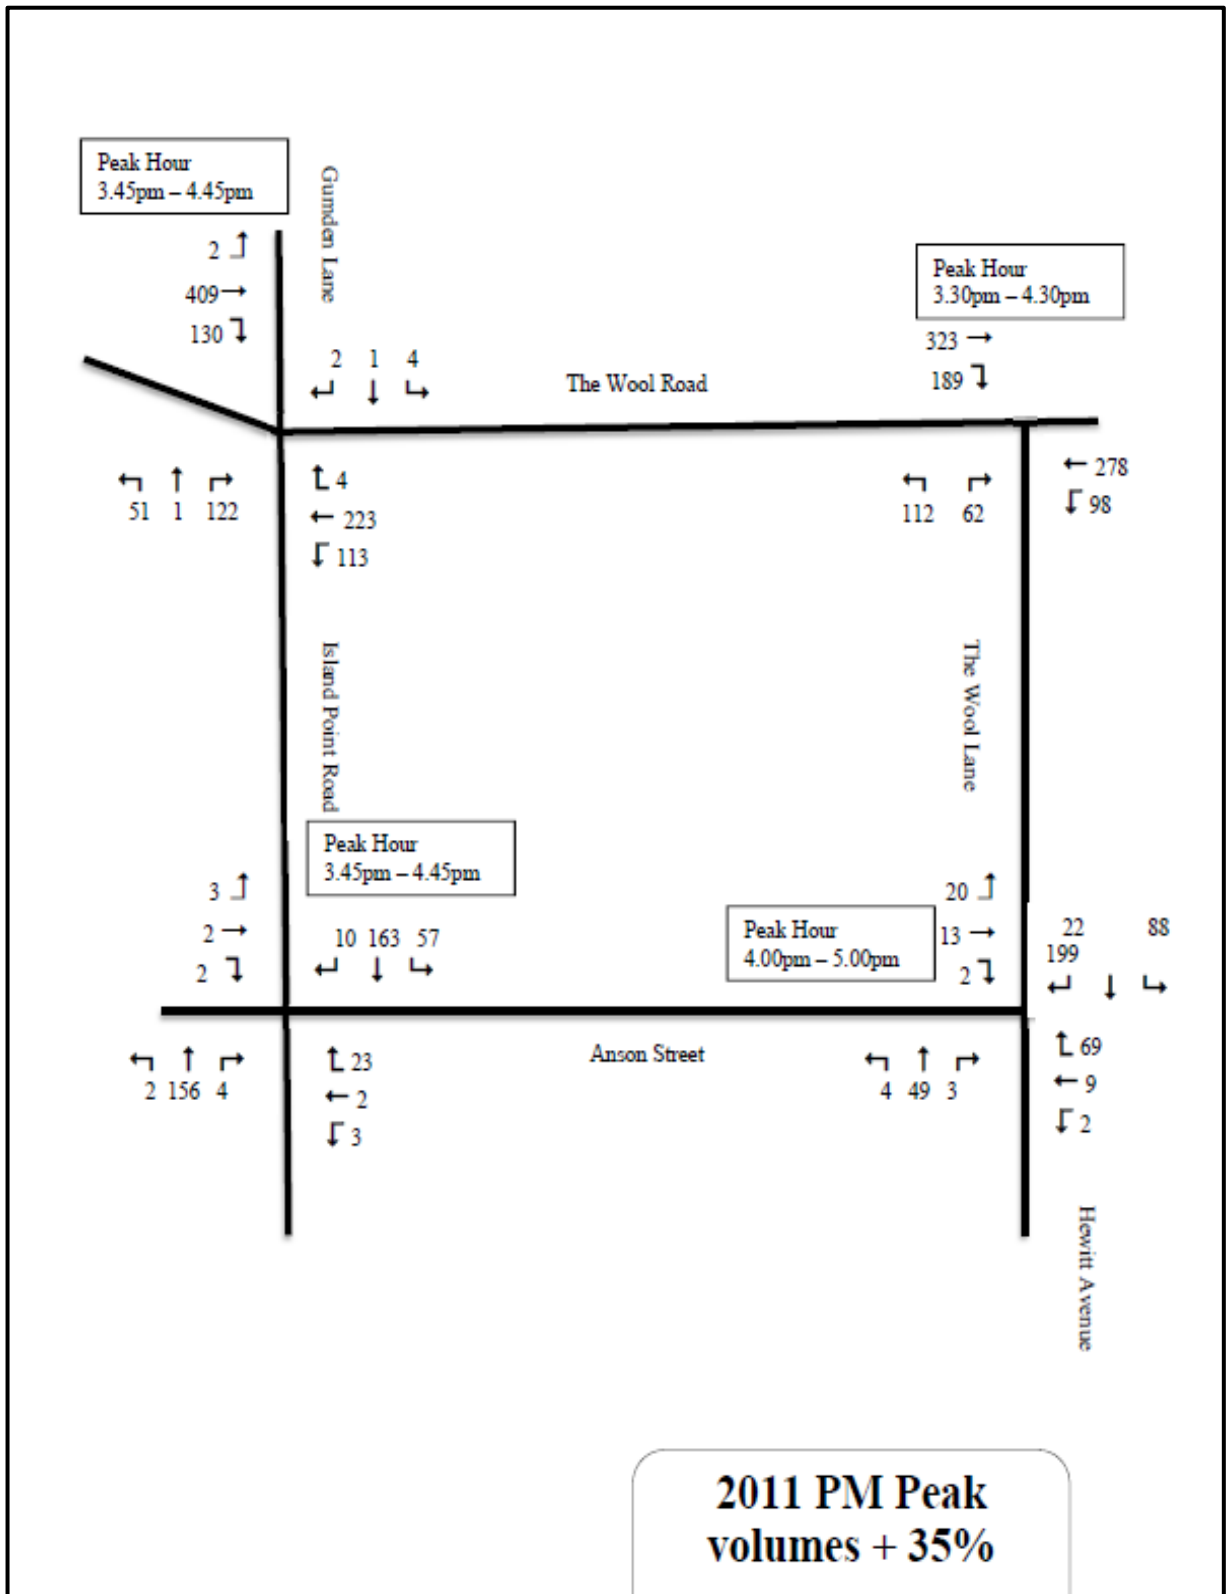 Peak Hour
3.45pm – 4.45pm
Gumden Lane
2
409
130
Peak Hour
3.30pm – 4.30pm
323
189
2 1 4
The Wool Road
51 1 122
4
223
113
112 62
278
98
Island Point Road
The Wool Lane
Peak Hour
3.45pm – 4.45pm
3
2
2
10 163 57
Peak Hour
4.00pm – 5.00pm
20
13
2
22 88
199
2 156 4
23
2
3
Anson Street
4 49 3
69
9
2
Hewitt Avenue
2011 PM Peak
volumes + 35%